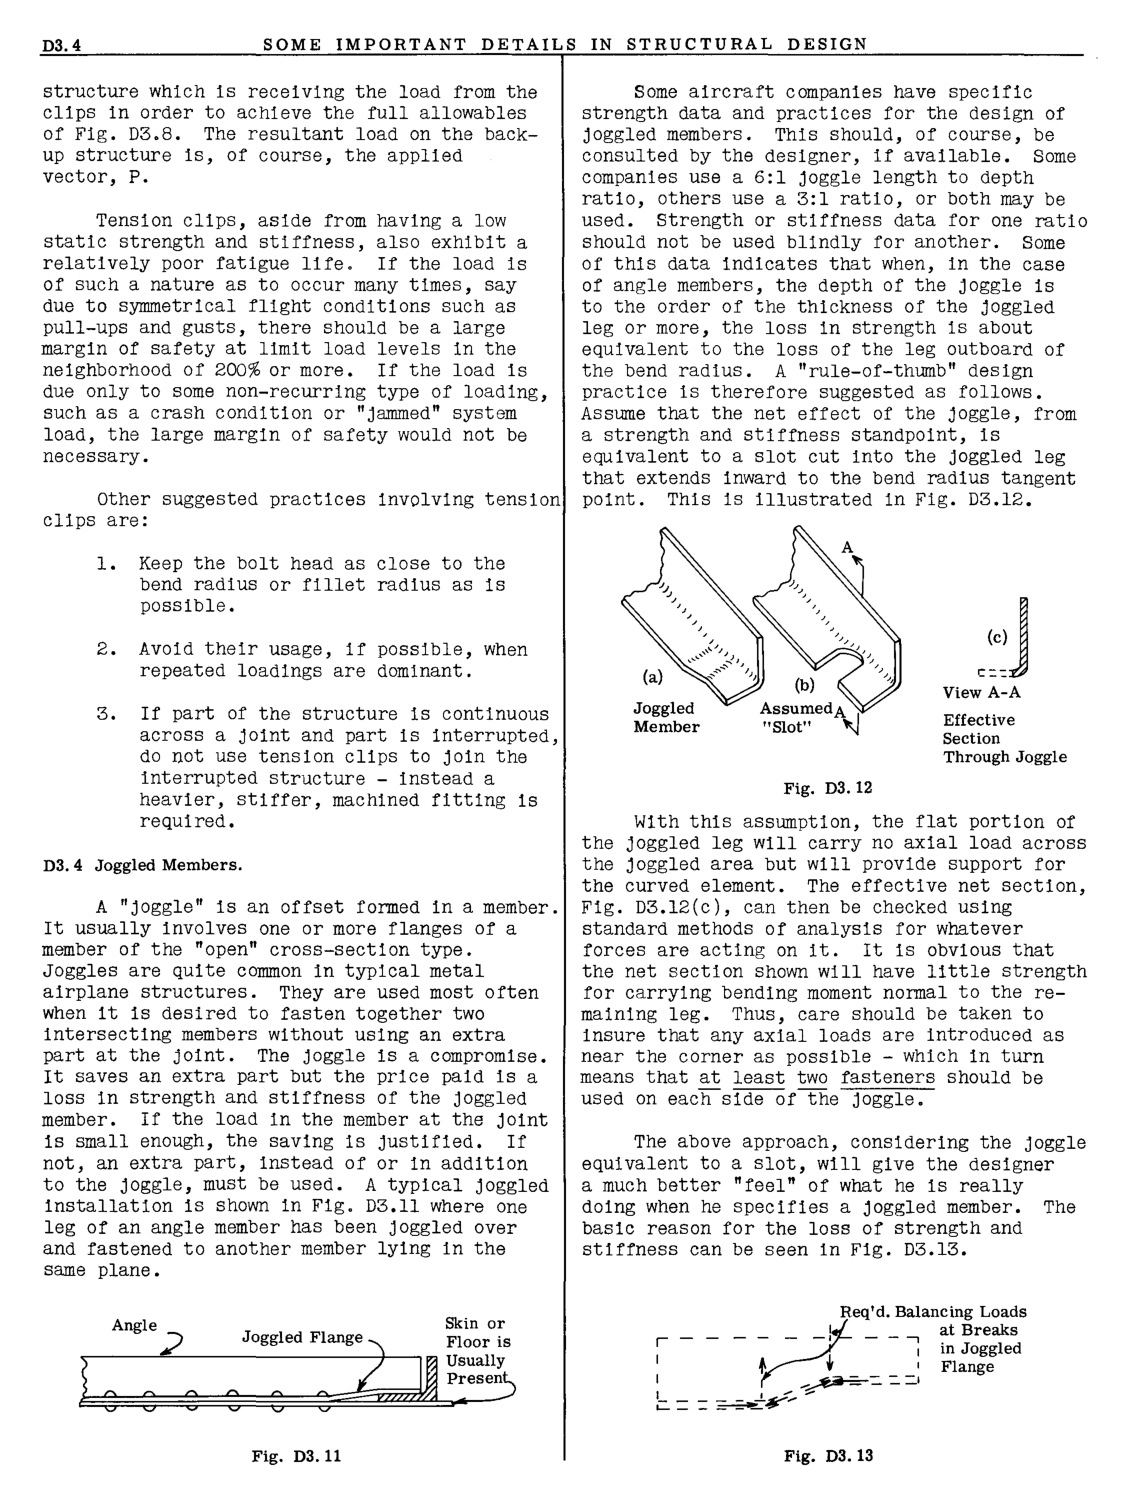 D3.4 SOME IMPORTANT DETAILS IN STRUCTURAL DESIGN
structure which is receiving the load from the
clips in order to achieve the full allowables
of Fig. D3.8. The resultant load on the back-
up structure is, of course, the applied
vector, P.
Tension clips, aside from having a low
static strength and stiffness, also exhibit a
relatively poor fatigue life. If the load is
of such a nature as to occur many times, say
due to symmetrical flight conditions such as
pull-ups and gusts, there should be a large
margin of safety at limit load levels in the
neighborhood of 200% or more. If the load is
due only to some non-recurring type of loading,
such as a crash condition or "jammed" system
load, the large margin of safety would not be
necessary.
Other suggested practices involving tension
clips are:
1. Keep the bolt head as close to the
bend radius or fillet radius as is
possible.
2. Avoid their usage, if possible, when
repeated loadings are dominant.
3. If part of the structure is continuous
across a joint and part is interrupted,
do not use tension clips to join the
interrupted structure - instead a
heavier, stiffer, machined fitting is
required.
D3.4 Joggled Members.
A "joggle" is an offset formed in a member.
It usually involves one or more flanges of a
member of the "open" cross-section type.
Joggles are quite common in typical metal
airplane structures. They are used most often
when it is desired to fasten together two
intersecting members without using an extra
part at the joint. The joggle is a compromise.
It saves an extra part but the price paid is a
loss in strength and stiffness of the joggled
member. If the load in the member at the joint
is small enough, the saving is justified. If
not, an extra part, instead of or in addition
to the joggle, must be used. A typical joggled
installation is shown in Fig. D3.11 where one
leg of an angle member has been joggled over
and fastened to another member lying in the
same plane.
Angle
Joggled Flange
Skin or
Floor is
Usually
Present
Fig. D3.11
Some aircraft companies have specific
strength data and practices for the design of
joggled members. This should, of course, be
consulted by the designer, if available. Some
companies use a 6:1 joggle length to depth
ratio, others use a 3:1 ratio, or both may be
used. Strength or stiffness data for one ratio
should not be used blindly for another. Some
of this data indicates that when, in the case
of angle members, the depth of the joggle is
to the order of the thickness of the joggled
leg or more, the loss in strength is about
equivalent to the loss of the leg outboard of
the bend radius. A "rule-of-thumb" design
practice is therefore suggested as follows.
Assume that the net effect of the joggle, from
a strength and stiffness standpoint, is
equivalent to a slot cut into the joggled leg
that extends inward to the bend radius tangent
point. This is illustrated in Fig. D3.12.
A
(a)
Joggled
Member
(b)
Assumed
"Slot"
A
(c)
View A-A
Effective
Section
Through Joggle
Fig. D3.12
With this assumption, the flat portion of
the joggled leg will carry no axial load across
the joggled area but will provide support for
the curved element. The effective net section,
Fig. D3.12(c), can then be checked using
standard methods of analysis for whatever
forces are acting on it. It is obvious that
the net section shown will have little strength
for carrying bending moment normal to the re-
maining leg. Thus, care should be taken to
insure that any axial loads are introduced as
near the corner as possible - which in turn
means that at least two fasteners should be
used on each side of the joggle.
The above approach, considering the joggle
equivalent to a slot, will give the designer
a much better "feel" of what he is really
doing when he specifies a joggled member. The
basic reason for the loss of strength and
stiffness can be seen in Fig. D3.13.
Req'd. Balancing Loads
at Breaks
in Joggled
Flange
Fig. D3.13